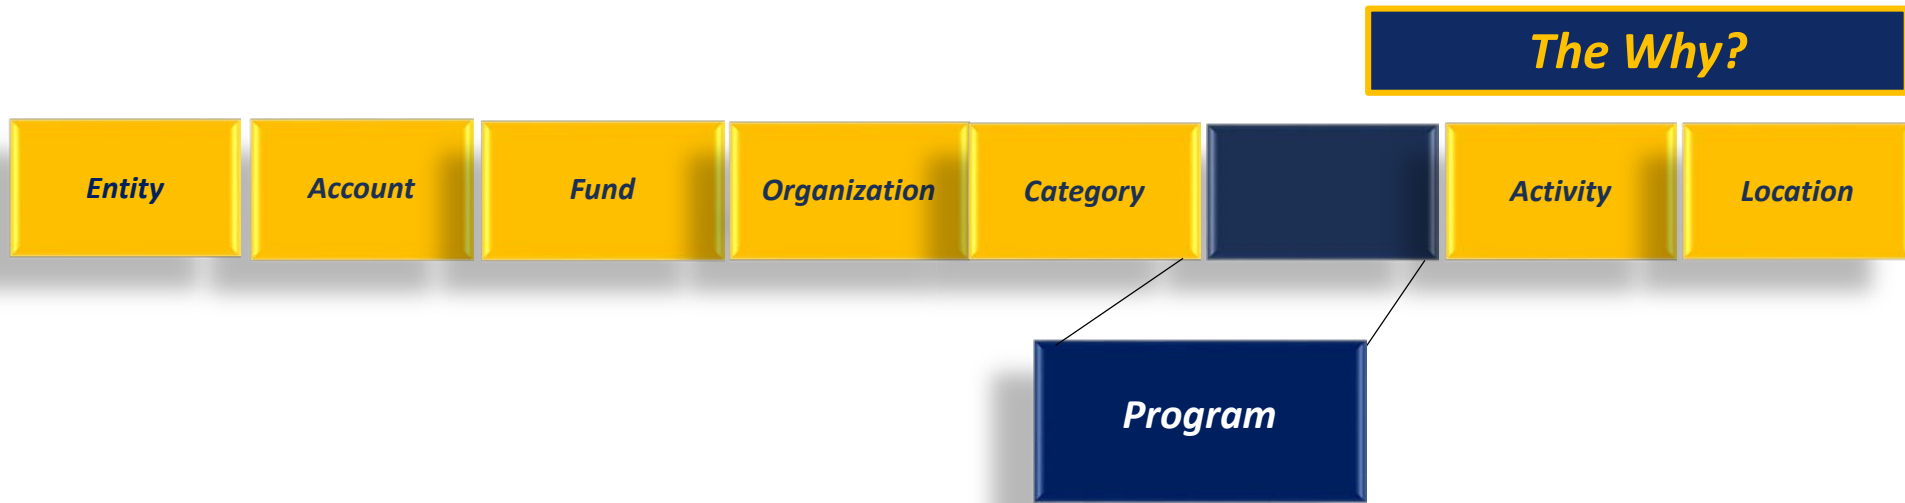 The Why?
Entity
Account
Fund
Organization
Category
Activity
Location
Program